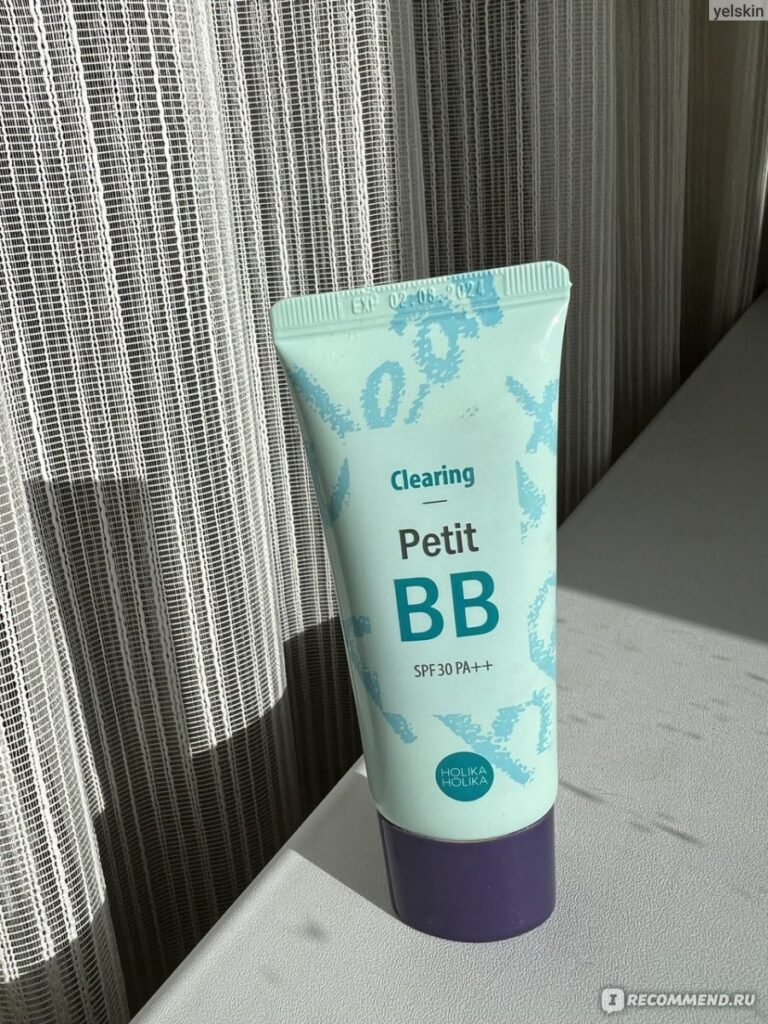 yelskin
EXP 02.08.2024
Clearing
Petit
BB
SPF30 PA++
HOLIKA
HOLIKA
I RECOMMEND.RU